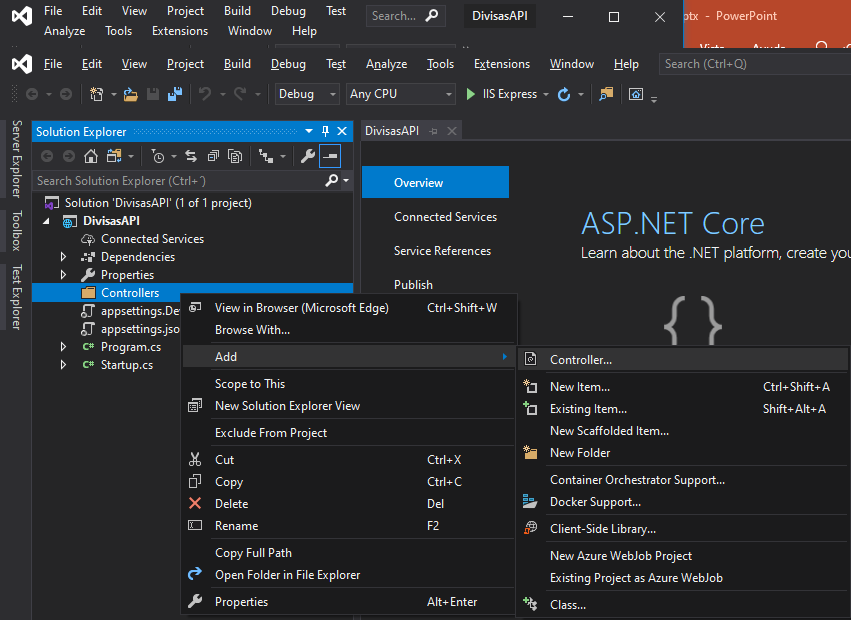 File Edit View Project Build Debug Test Search... DivisasAPI
Analyze Tools Extensions Window Help
- PowerPoint
Vista Ayuda
File Edit View Project Build Debug Test Analyze Tools Extensions Window Help Search (Ctrl+Q)
Debug Any CPU IIS Express
Server Explorer
Toolbox
Test Explorer
Solution Explorer
Search Solution Explorer (Ctrl+´)
Solution 'DivisasAPI' (1 of 1 project)
DivisasAPI
Connected Services
Dependencies
Properties
Controllers
appsettings.De
appsettings.jso
Program.cs
Startup.cs
DivisasAPI
Overview
Connected Services
Service References
Publish
ASP.NET Core
Learn about the .NET platform, create you
{ }
View in Browser (Microsoft Edge) Ctrl+Shift+W
Browse With...
Add
Scope to This
New Solution Explorer View
Exclude From Project
Cut Ctrl+X
Copy Ctrl+C
Delete Del
Rename F2
Copy Full Path
Open Folder in File Explorer
Properties Alt+Enter
Controller...
New Item... Ctrl+Shift+A
Existing Item... Shift+Alt+A
New Scaffolded Item...
New Folder
Container Orchestrator Support...
Docker Support...
Client-Side Library...
New Azure WebJob Project
Existing Project as Azure WebJob
Class...